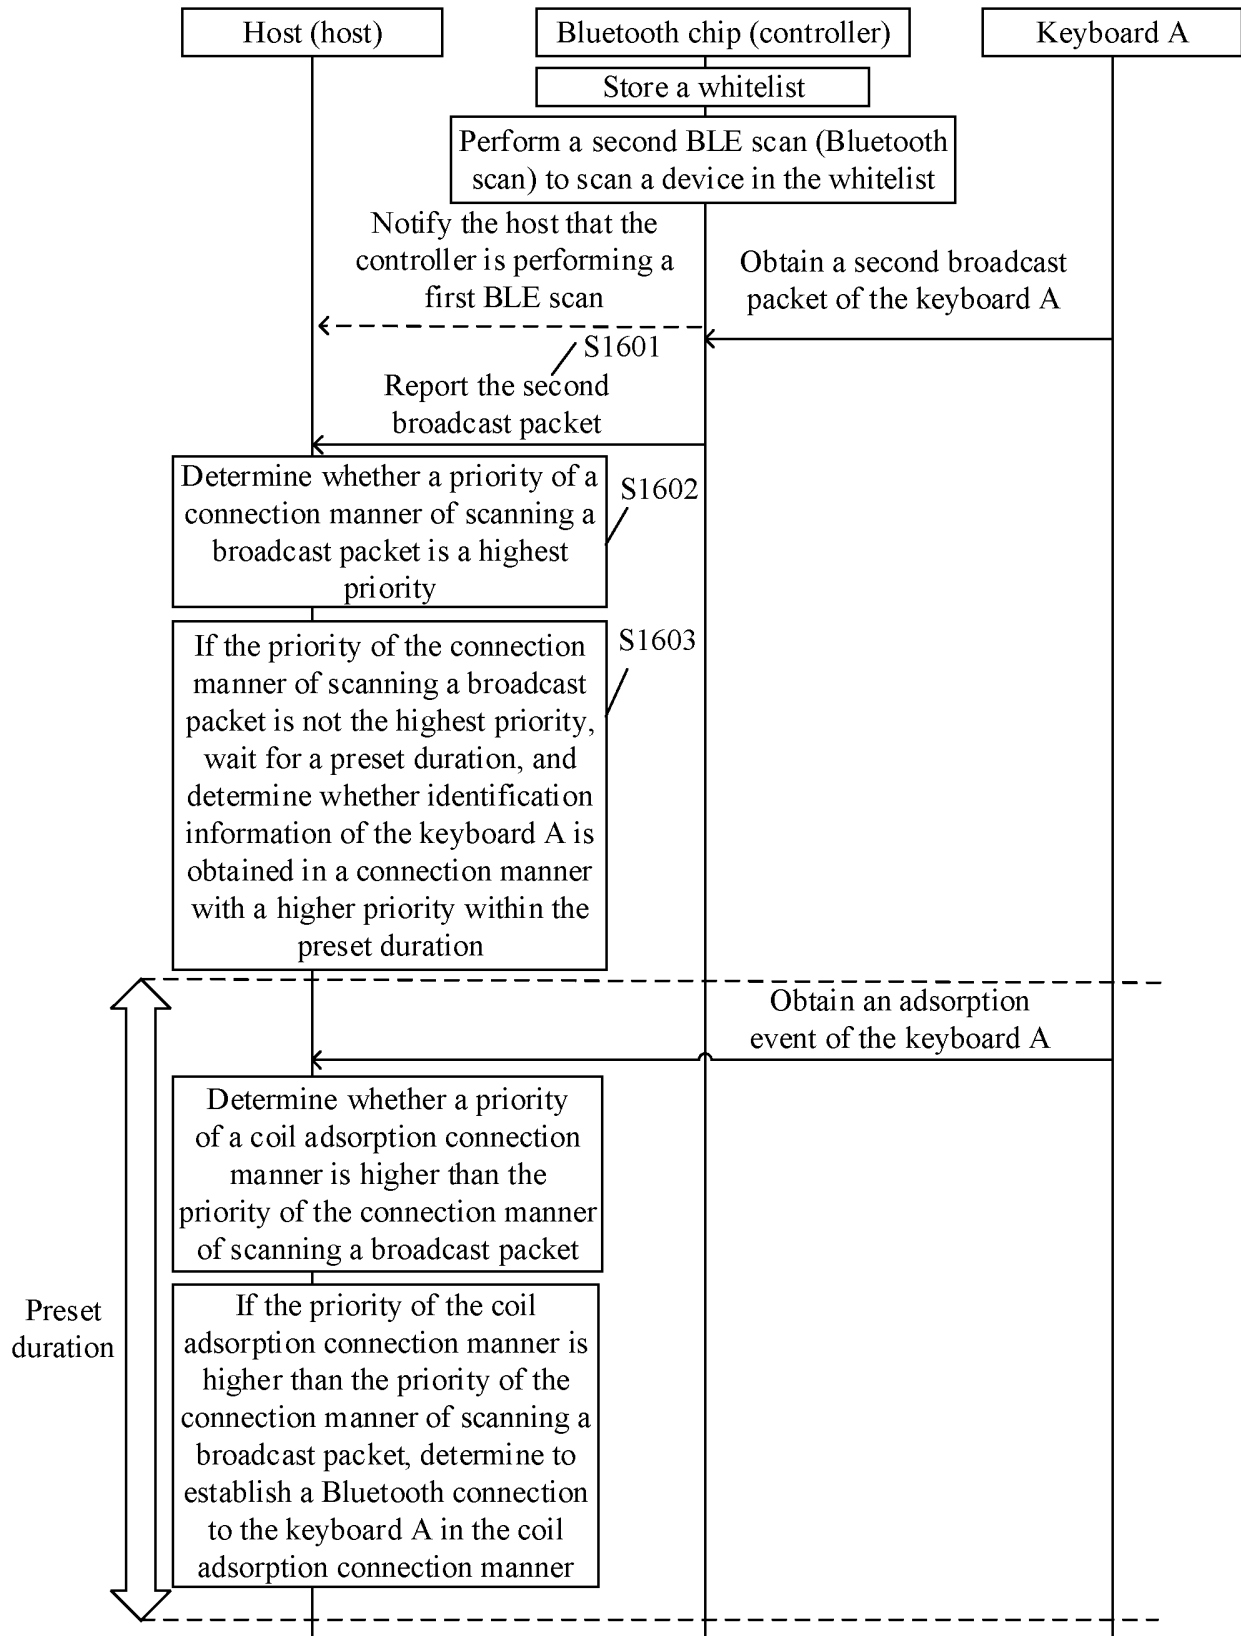 Host (host)
Bluetooth chip (controller)
Keyboard A
Store a whitelist
Perform a second BLE scan (Bluetooth
scan) to scan a device in the whitelist
Notify the host that the
controller is performing a
first BLE scan
Obtain a second broadcast
packet of the keyboard A
S1601
Report the second
broadcast packet
Determine whether a priority of a
connection manner of scanning a
broadcast packet is a highest
priority
S1602
If the priority of the connection
manner of scanning a broadcast
packet is not the highest priority,
wait for a preset duration, and
determine whether identification
information of the keyboard A is
obtained in a connection manner
with a higher priority within the
preset duration
S1603
Obtain an adsorption
event of the keyboard A
Determine whether a priority
of a coil adsorption connection
manner is higher than the
priority of the connection manner
of scanning a broadcast packet
If the priority of the coil
adsorption connection manner is
higher than the priority of the
connection manner of scanning a
broadcast packet, determine to
establish a Bluetooth connection
to the keyboard A in the coil
adsorption connection manner
Preset
duration